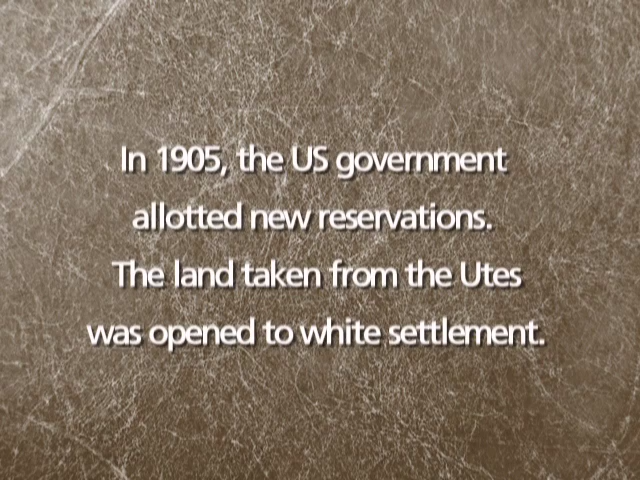 In 1905, the US government
allotted new reservations.
The land taken from the Utes
was opened to white settlement.